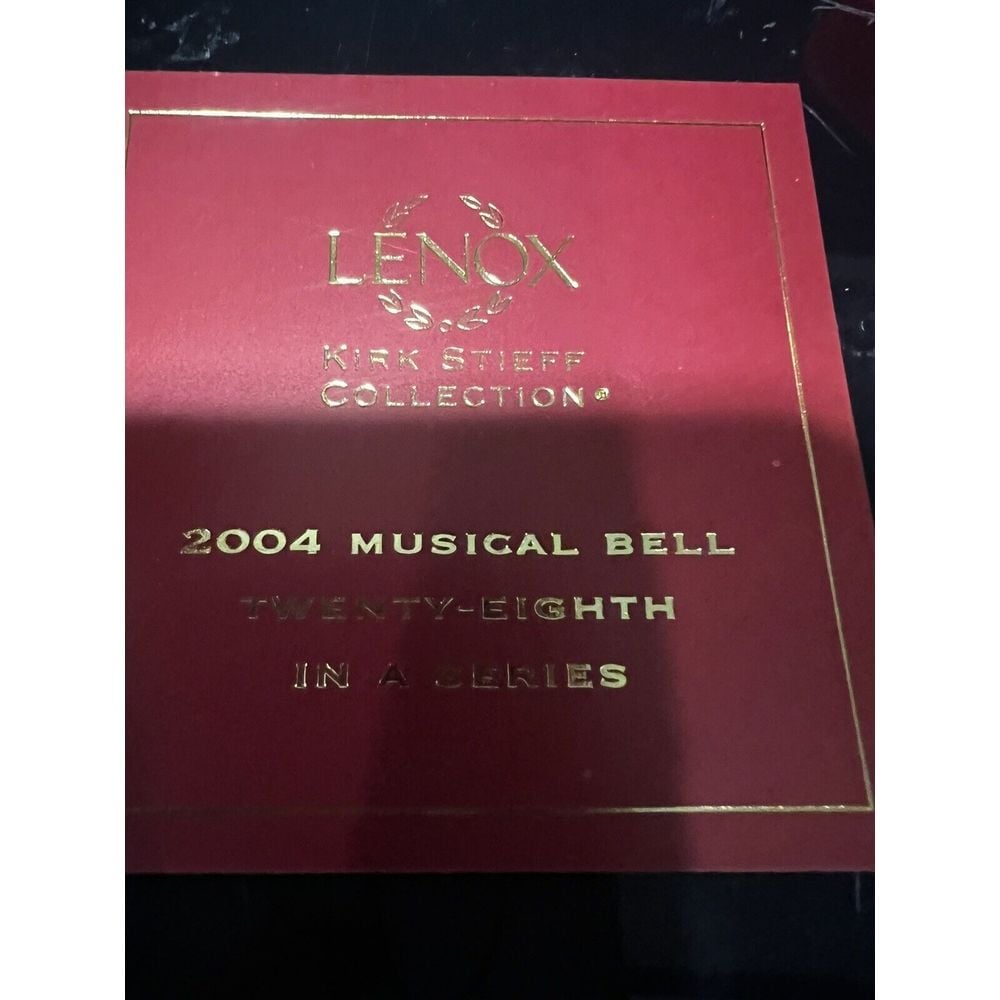 LENOX
KIRK STIEFF
COLLECTION®
2004 MUSICAL BELL
TWENTY-EIGHTH
IN A SERIES